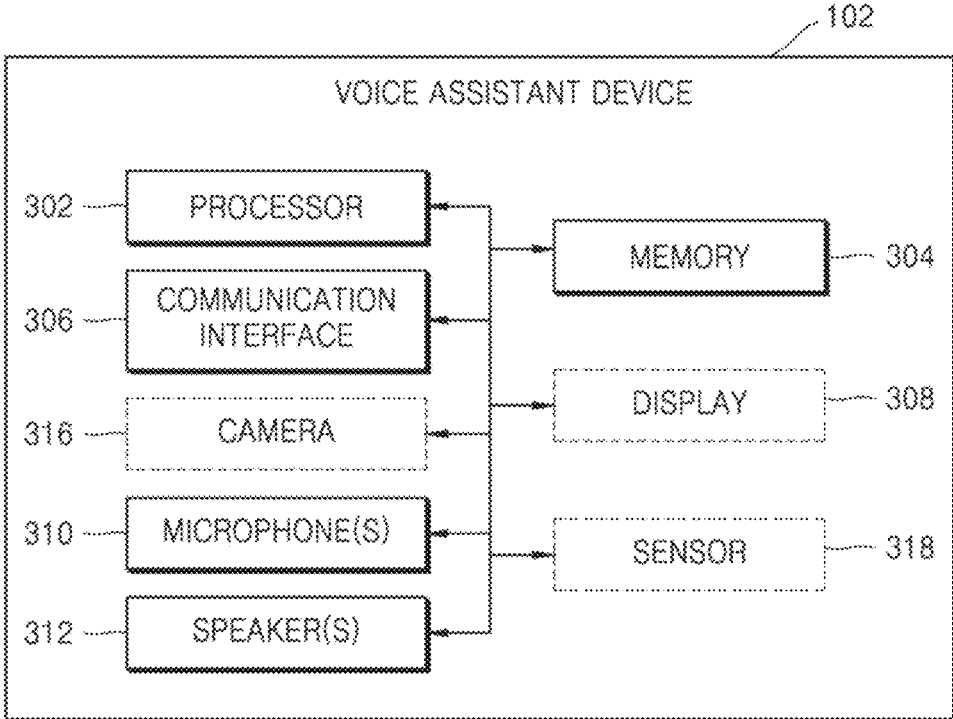 102
VOICE ASSISTANT DEVICE
302
PROCESSOR
MEMORY
304
306
COMMUNICATION
INTERFACE
316
CAMERA
DISPLAY
308
310
MICROPHONE(S)
SENSOR
318
312
SPEAKER(S)